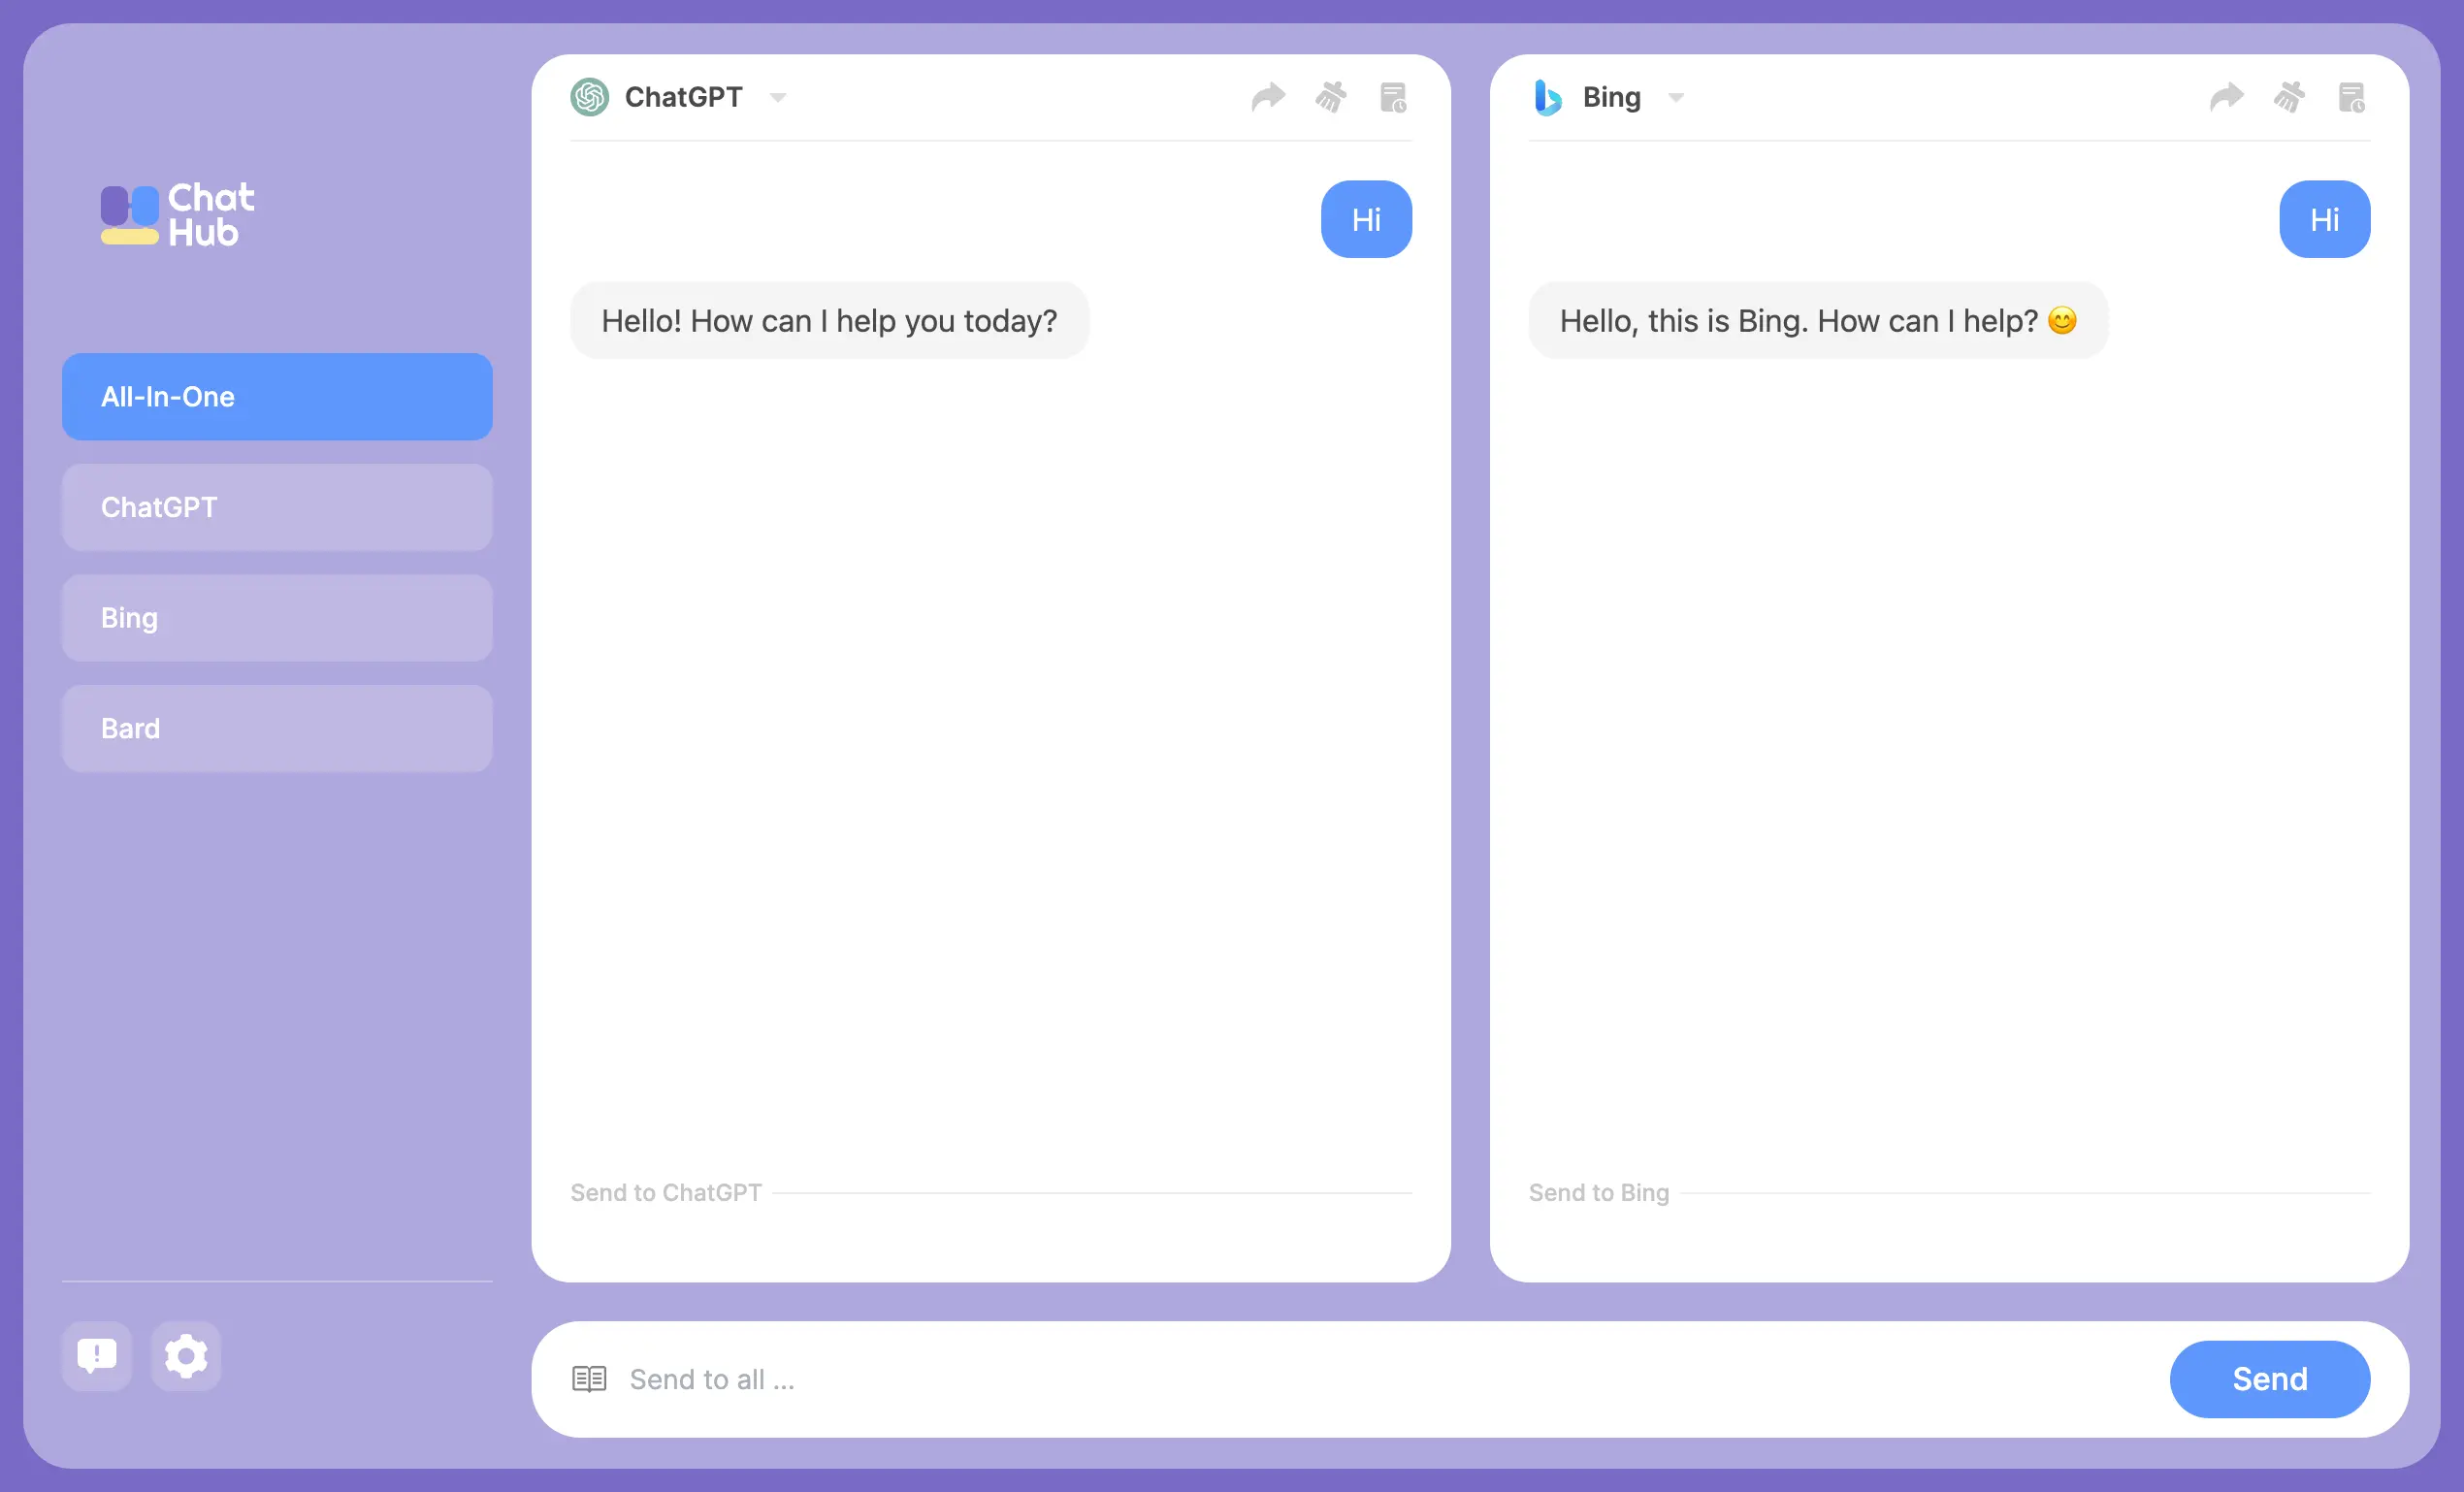 Chat
Hub
All-In-One
ChatGPT
Bing
Bard
ChatGPT
Hi
Hello! How can I help you today?
Send to ChatGPT
Bing
Hi
Hello, this is Bing. How can I help? 😊
Send to Bing
Send to all ...
Send